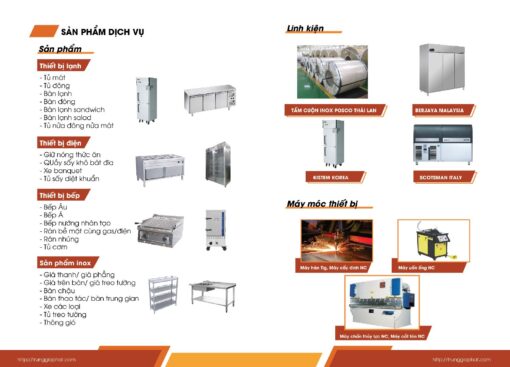 SẢN PHẨM DỊCH VỤ
Sản phẩm
Thiết bị lạnh
- Tủ mát
- Tủ đông
- Bàn lạnh
- Bàn đông
- Bàn lạnh sandwich
- Bàn lạnh salad
- Tủ nửa đông nửa mát
Thiết bị điện
- Giữ nóng thức ăn
- Quầy sấy khô bát đĩa
- Xe banquet
- Tủ sấy diệt khuẩn
Thiết bị bếp
- Bếp Âu
- Bếp Á
- Bếp nướng nhân tạo
- Rán bề mặt cùng gas/điện
- Rán nhúng
- Tủ cơm
Sản phẩm inox
- Giá thanh/ giá phẳng
- Giá trên bàn/ giá treo tường
- Bàn chậu
- Bàn thao tác/ bàn trung gian
- Xe các loại
- Tủ treo tường
- Thông gió
Linh kiện
TẤM CUỘN INOX POSCO THÁI LAN
BERJAYA MALAYSIA
KISTEM KOREA
SCOTSMAN ITALY
Máy móc thiết bị
Máy hàn Tig, Máy xấc định NC
Máy uốn ống NC
Máy chấn thủy lực NC, Máy cắt tôn NC
http://trunggiaphat.com/
http://trunggiaphat.com/